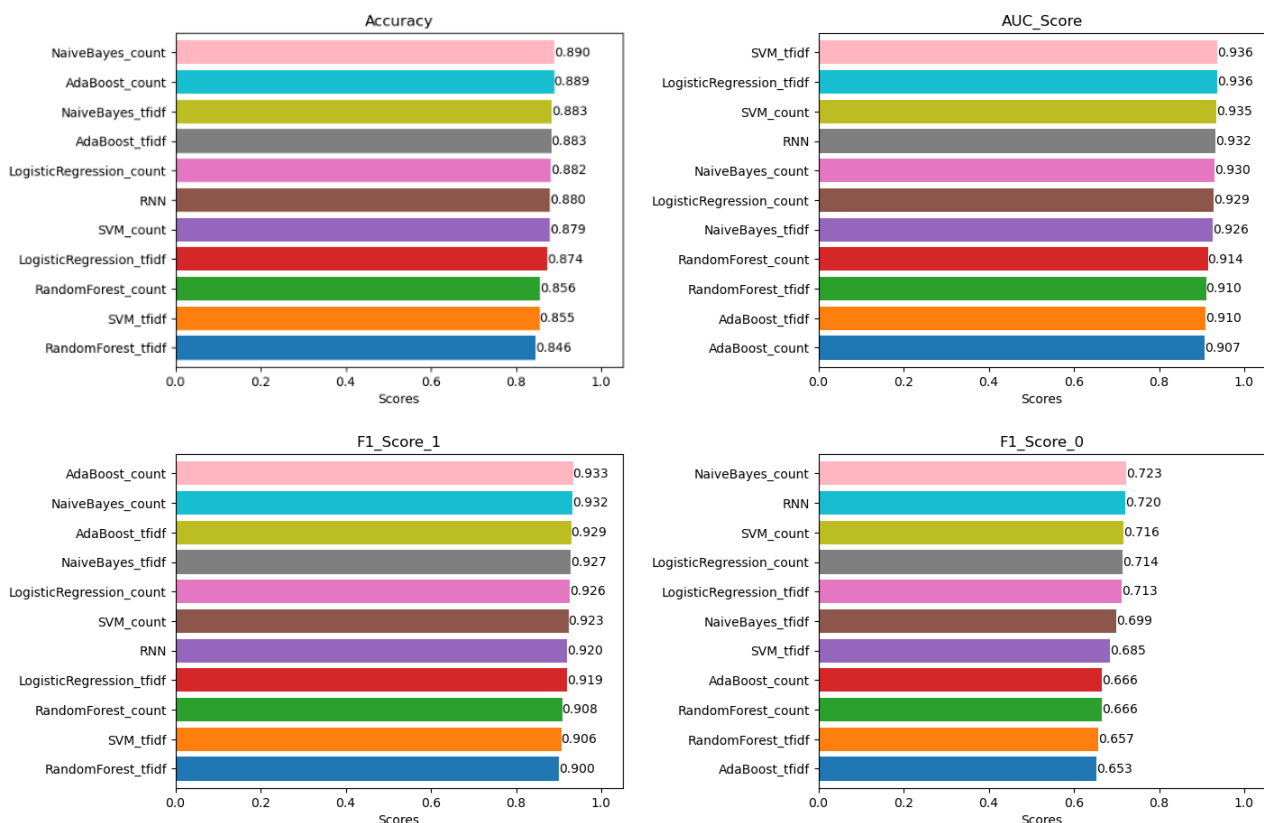 Accuracy
NaiveBayes_count 0.890
AdaBoost_count 0.889
NaiveBayes_tfidf 0.883
AdaBoost_tfidf 0.883
LogisticRegression_count 0.882
RNN 0.880
SVM_count 0.879
LogisticRegression_tfidf 0.874
RandomForest_count 0.856
SVM_tfidf 0.855
RandomForest_tfidf 0.846
0.0 0.2 0.4 0.6 0.8 1.0
Scores
AUC_Score
SVM_tfidf 0.936
LogisticRegression_tfidf 0.936
SVM_count 0.935
RNN 0.932
NaiveBayes_count 0.930
LogisticRegression_count 0.929
NaiveBayes_tfidf 0.926
RandomForest_count 0.914
RandomForest_tfidf 0.910
AdaBoost_tfidf 0.910
AdaBoost_count 0.907
0.0 0.2 0.4 0.6 0.8 1.0
Scores
F1_Score_1
AdaBoost_count 0.933
NaiveBayes_count 0.932
AdaBoost_tfidf 0.929
NaiveBayes_tfidf 0.927
LogisticRegression_count 0.926
SVM_count 0.923
RNN 0.920
LogisticRegression_tfidf 0.919
RandomForest_count 0.908
SVM_tfidf 0.906
RandomForest_tfidf 0.900
0.0 0.2 0.4 0.6 0.8 1.0
Scores
F1_Score_0
NaiveBayes_count 0.723
RNN 0.720
SVM_count 0.716
LogisticRegression_count 0.714
LogisticRegression_tfidf 0.713
NaiveBayes_tfidf 0.699
SVM_tfidf 0.685
AdaBoost_count 0.666
RandomForest_count 0.666
RandomForest_tfidf 0.657
AdaBoost_tfidf 0.653
0.0 0.2 0.4 0.6 0.8 1.0
Scores